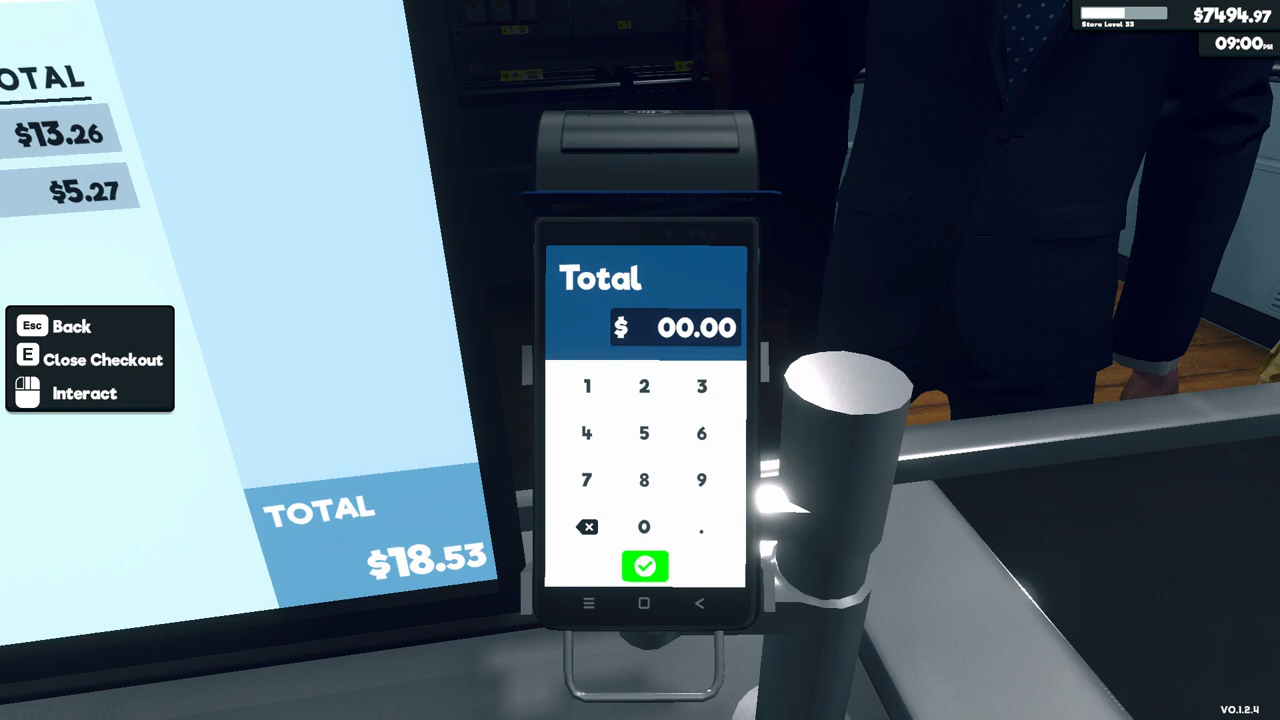 OTAL
$13.26
$5.27
TOTAL
$18.53
Esc Back
E Close Checkout
Interact
Total
$ 00.00
1 2 3
4 5 6
7 8 9
0 .
Store Level 33
$7494.97
09:00PM
V0.1.2.4